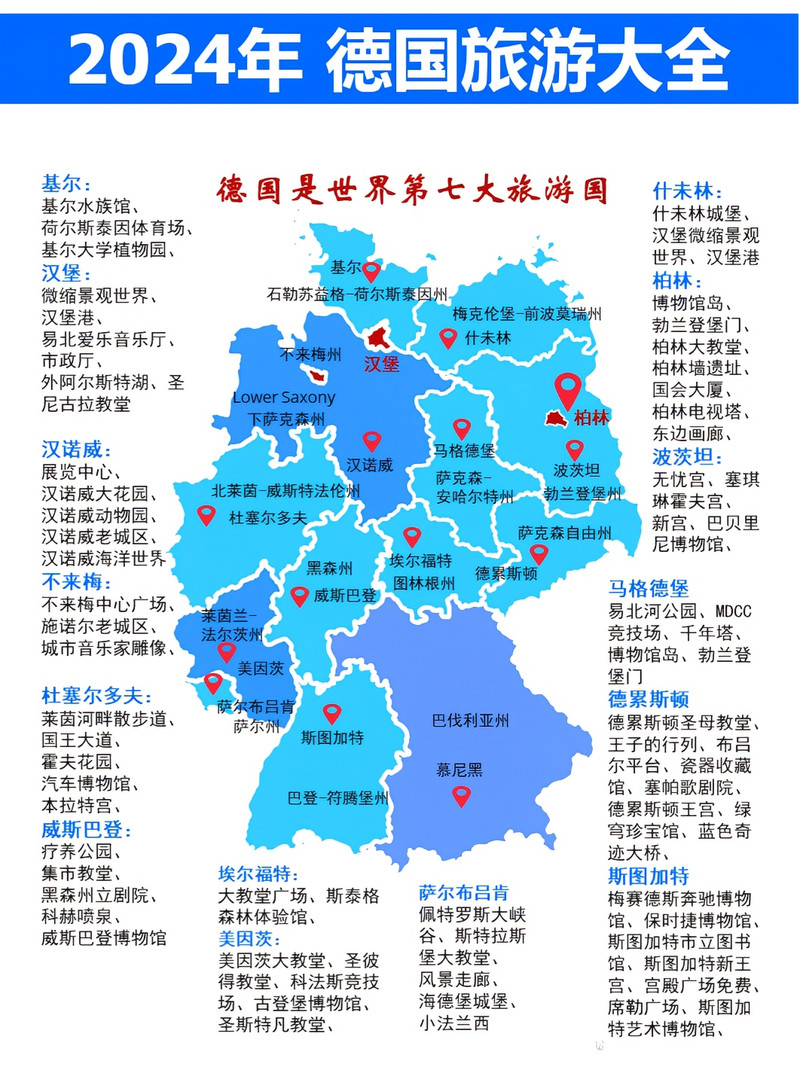 2024年 德国旅游大全
德国是世界第七大旅游国
基尔：
基尔水族馆、
荷尔斯泰因体育场、
基尔大学植物园、
汉堡：
微缩景观世界、
汉堡港、
易北爱乐音乐厅、
市政厅、
外阿尔斯特湖、圣
尼古拉教堂
汉诺威：
展览中心、
汉诺威大花园、
汉诺威动物园、
汉诺威老城区、
汉诺威海洋世界
不来梅：
不来梅中心广场、
施诺尔老城区、
城市音乐家雕像、
杜塞尔多夫：
莱茵河畔散步道、
国王大道、
霍夫花园、
汽车博物馆、
本拉特宫、
威斯巴登：
疗养公园、
集市教堂、
黑森州立剧院、
科赫喷泉、
威斯巴登博物馆
基尔
石勒苏益格-荷尔斯泰因州
梅克伦堡-前波莫瑞州
什未林
不来梅州
汉堡
Lower Saxony
下萨克森州
柏林
汉诺威
马格德堡
波茨坦
萨克森-
安哈尔特州
勃兰登堡州
北莱茵-威斯特法伦州
杜塞尔多夫
萨克森自由州
埃尔福特
德累斯顿
图林根州
黑森州
威斯巴登
莱茵兰-
法尔茨州
美因茨
萨尔布吕肯
萨尔州
斯图加特
巴伐利亚州
慕尼黑
巴登-符腾堡州
什未林：
什未林城堡、
汉堡微缩景观
世界、汉堡港
柏林：
博物馆岛、
勃兰登堡门、
柏林大教堂、
柏林墙遗址、
国会大厦、
柏林电视塔、
东边画廊、
波茨坦：
无忧宫、塞琪
琳霍夫宫、
新宫、巴贝里
尼博物馆、
马格德堡
易北河公园、MDCC
竞技场、千年塔、
博物馆岛、勃兰登
堡门
德累斯顿
德累斯顿圣母教堂、
王子的行列、布吕
尔平台、瓷器收藏
馆、塞帕歌剧院、
德累斯顿王宫、绿
穹珍宝馆、蓝色奇
迹大桥、
斯图加特
梅赛德斯奔驰博物
馆、保时捷博物馆、
斯图加特市立图书
馆、斯图加特新王
宫、宫殿广场免费、
席勒广场、斯图加
特艺术博物馆、
埃尔福特：
大教堂广场、斯泰格
森林体验馆、
美因茨：
美因茨大教堂、圣彼
得教堂、科法斯竞技
场、古登堡博物馆、
圣斯特凡教堂、
萨尔布吕肯
佩特罗斯大峡
谷、斯特拉斯
堡大教堂、
风景走廊、
海德堡城堡、
小法兰西